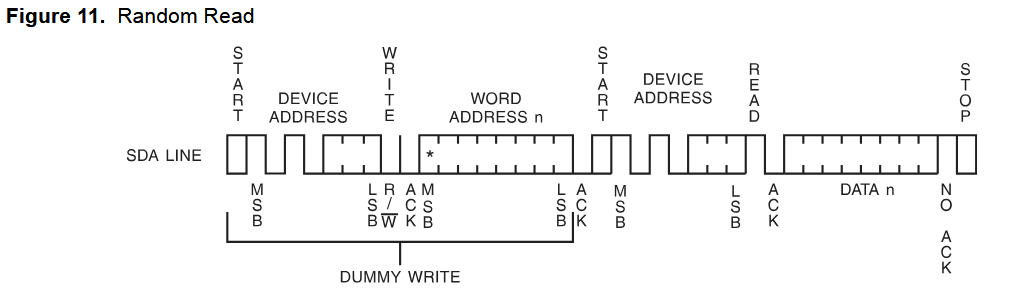 Figure 11. Random Read
START
WRITE
START
READ
STOP
DEVICE
ADDRESS
WORD
ADDRESS n
DEVICE
ADDRESS
SDA LINE
*
MSB
LSB
R/W
ACK
MSB
LSB
ACK
MSB
LSB
ACK
DATA n
NO ACK
DUMMY WRITE